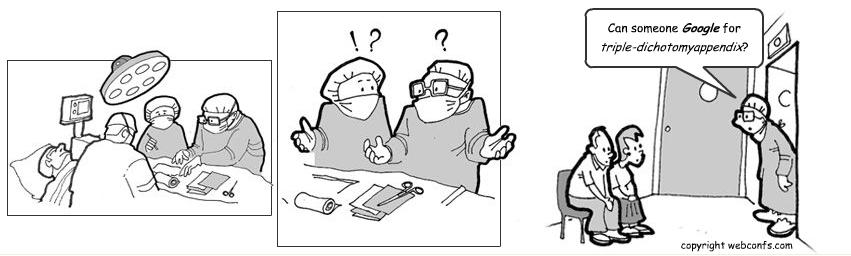 ! ?
?
Can someone Google for
triple-dichotomyappendix?
copyright webconfs.com